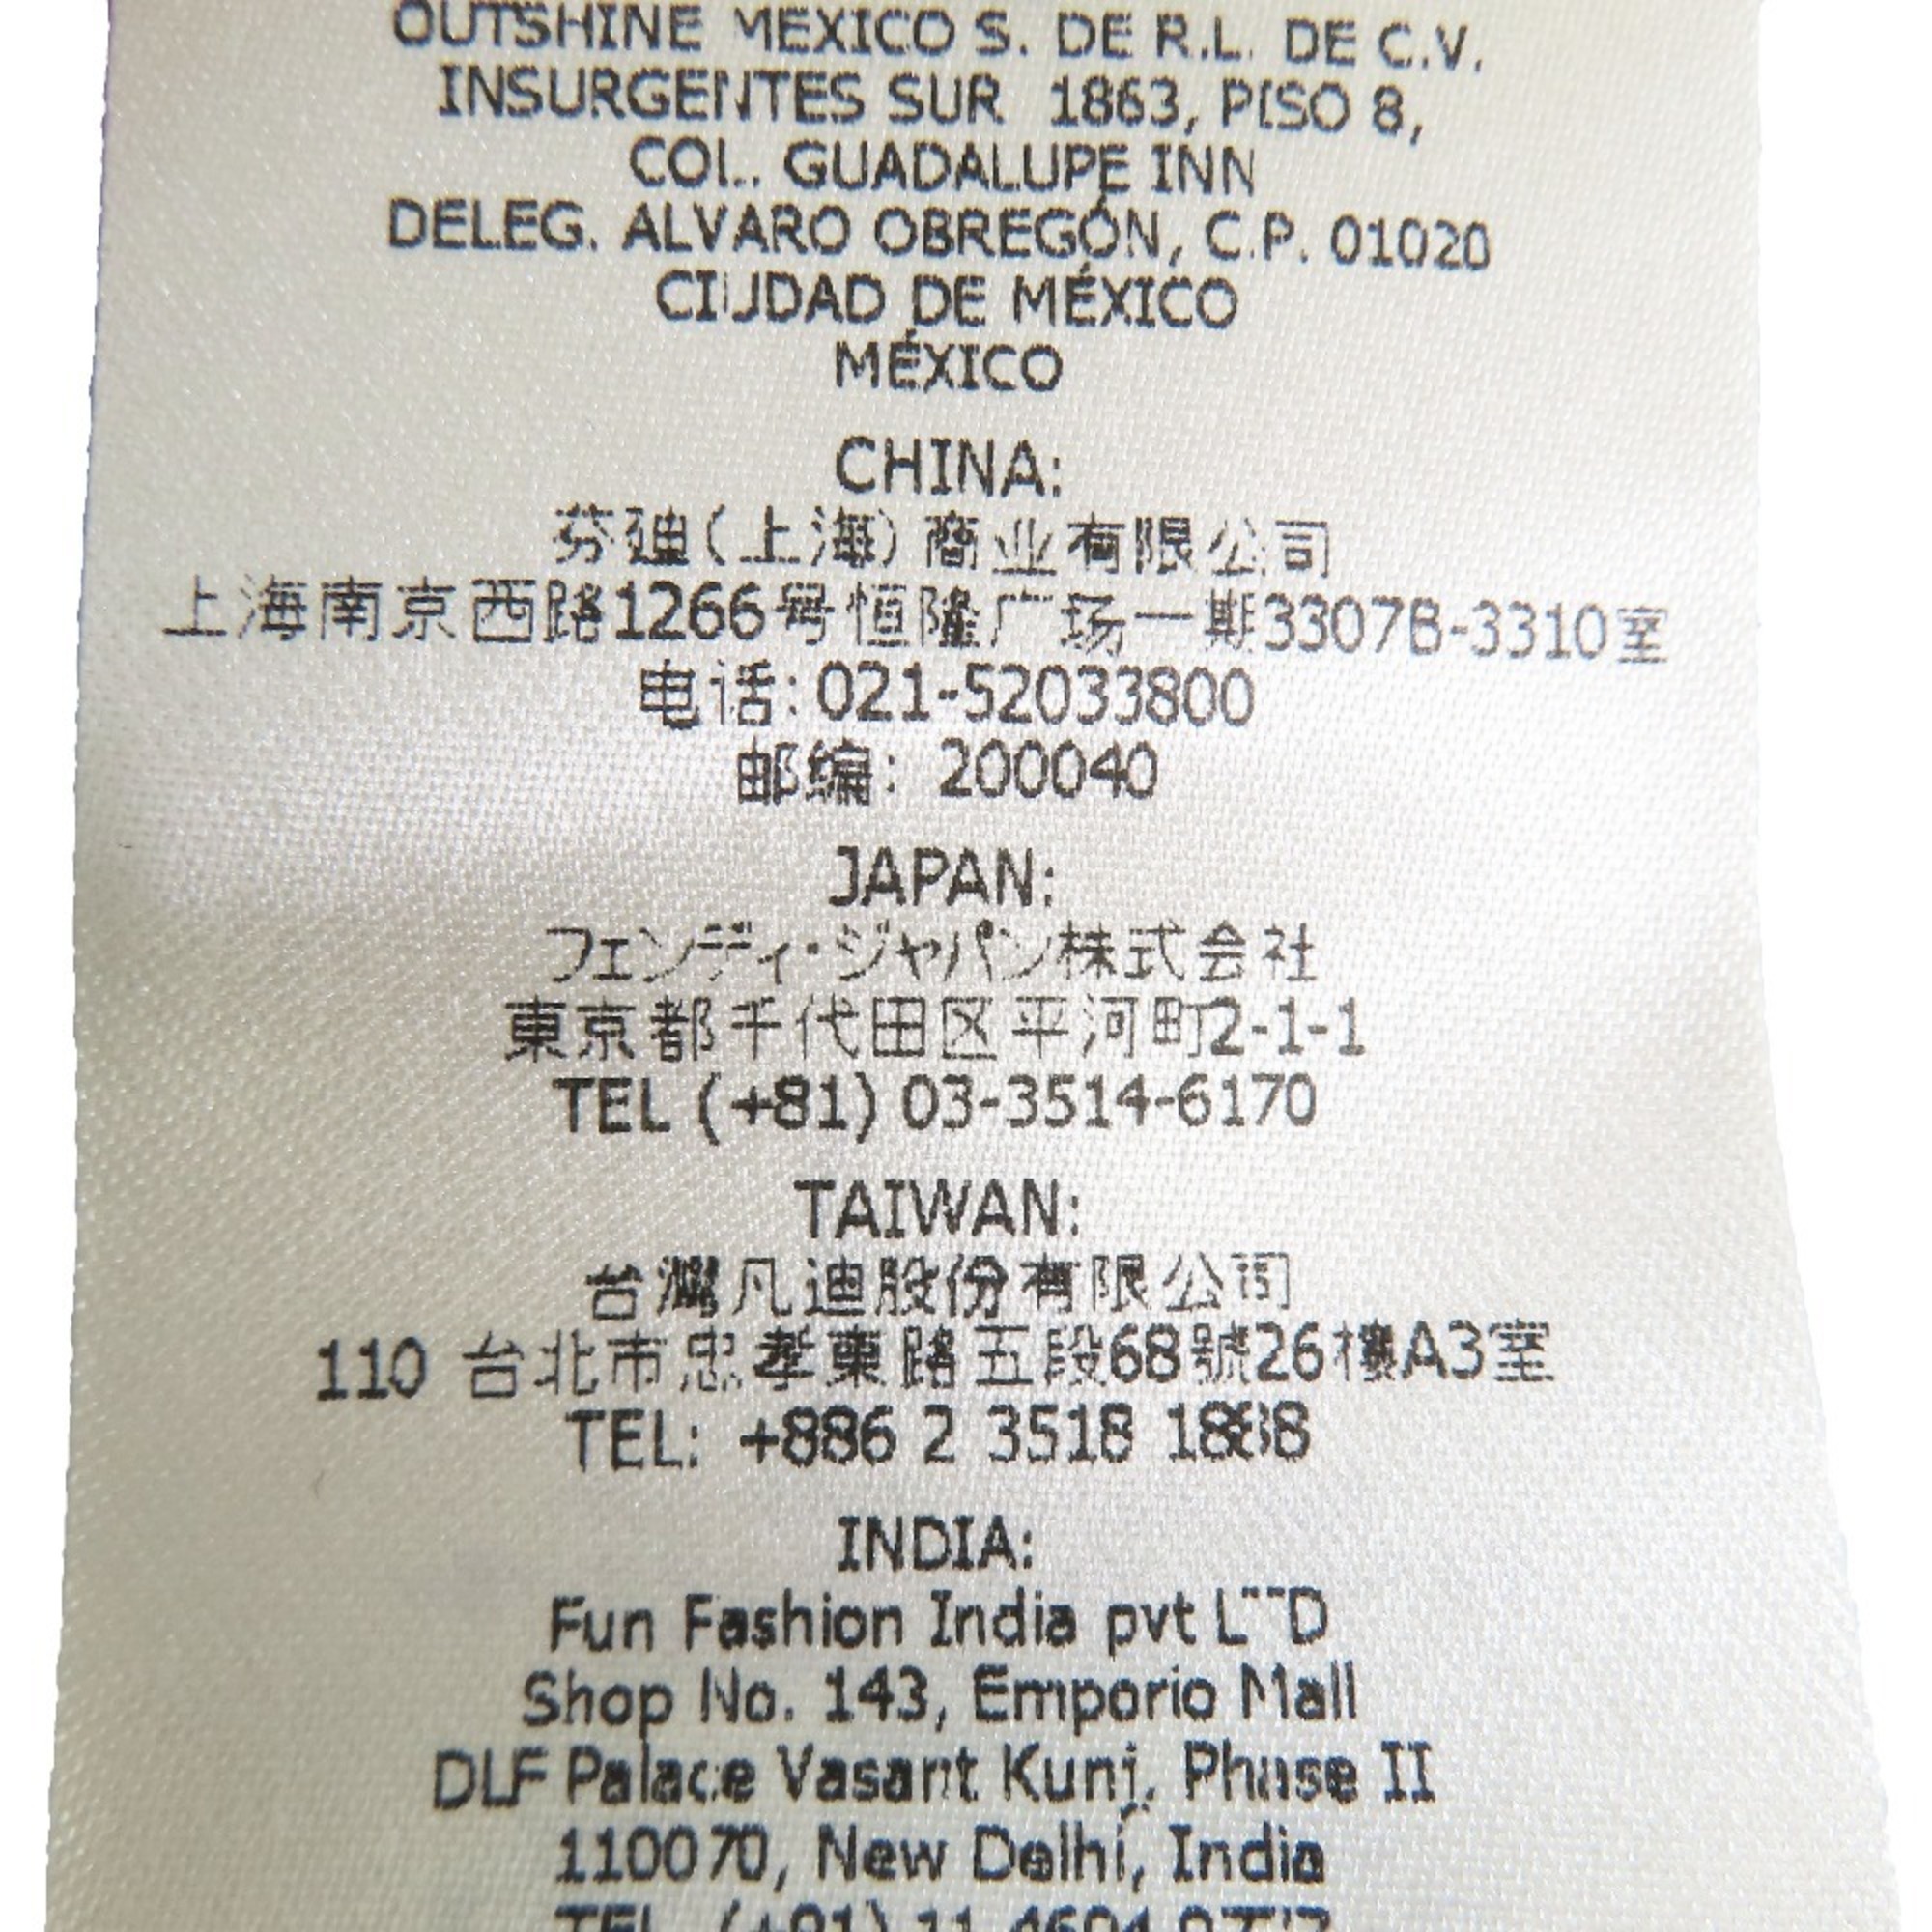 OUTSHINE MEXICO S. DE R.L. DE C.V.
INSURGENTES SUR 1863, PISO 8,
COL. GUADALUPE INN
DELEG. ALVARO OBREGÓN, C.P. 01020
CIUDAD DE MÉXICO
MÉXICO
CHINA:
芬迪(上海)商业有限公司
上海南京西路1266号恒隆广场一期3307B-3310室
电话:021-52033800
邮编: 200040
JAPAN:
フェンディ・ジャパン株式会社
東京都千代田区平河町2-1-1
TEL (+81) 03-3514-6170
TAIWAN:
台灣凡迪股份有限公司
110 台北市忠孝東路五段68號26樓A3室
TEL: +886 2 3518 1888
INDIA:
Fun Fashion India pvt LTD
Shop No. 143, Emporio Mall
DLF Palace Vasant Kunj, Phase II
110070, New Delhi, India
TEL (+91) 11